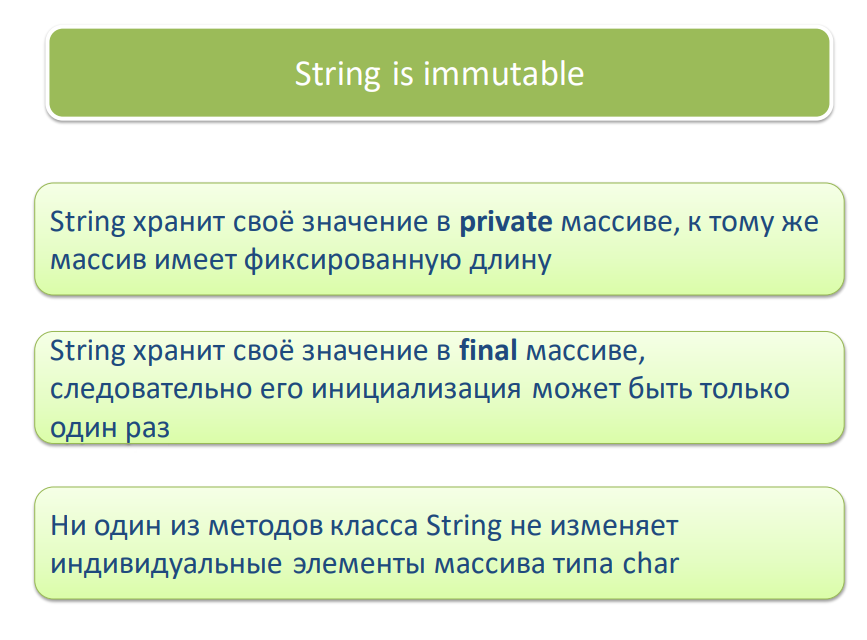 String is immutable
String хранит своё значение в private массиве, к тому же
массив имеет фиксированную длину
String хранит своё значение в final массиве,
следовательно его инициализация может быть только
один раз
Ни один из методов класса String не изменяет
индивидуальные элементы массива типа char